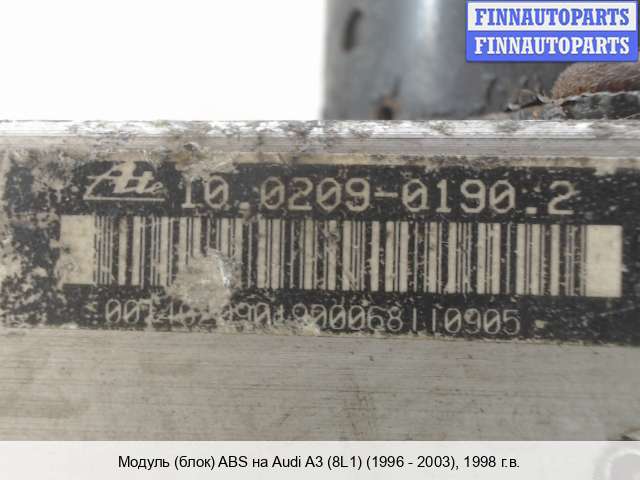 FINNAUTOPARTS
FINNAUTOPARTS
Ate 10.0209-0190.2
Модуль (блок) ABS на Audi A3 (8L1) (1996 - 2003), 1998 г.в.